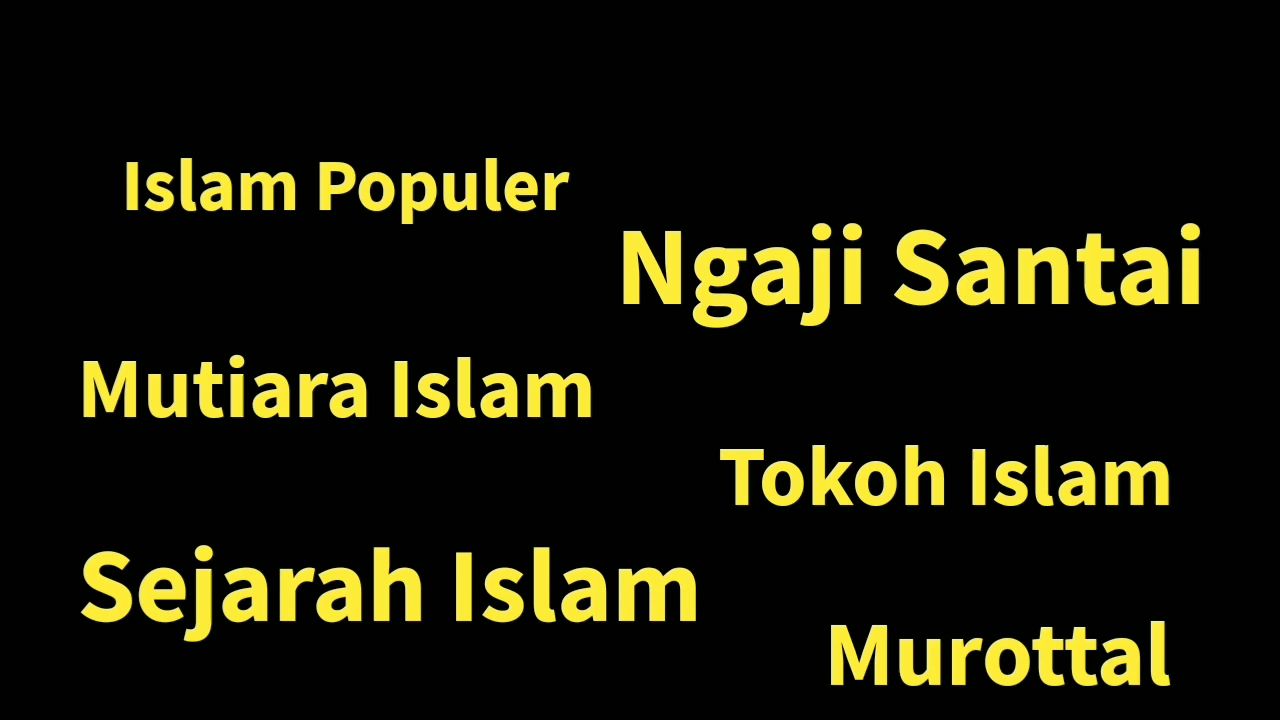 Islam Populer
Ngaji Santai
Mutiara Islam
Tokoh Islam
Sejarah Islam
Murottal